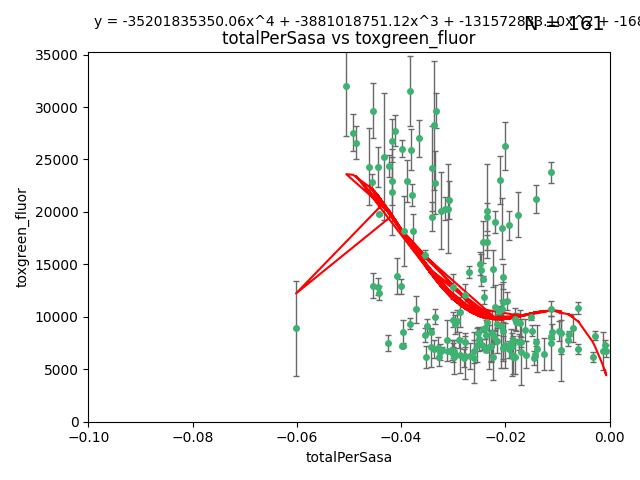 y = -35201835350.06x^4 + -3881018751.12x^3 +
N = 161
totalPerSasa vs toxgreen_fluor
35000
30000
25000
20000
15000
10000
5000
0
toxgreen_fluor
−0.10 −0.08 −0.06 −0.04 −0.02 0.00
totalPerSasa